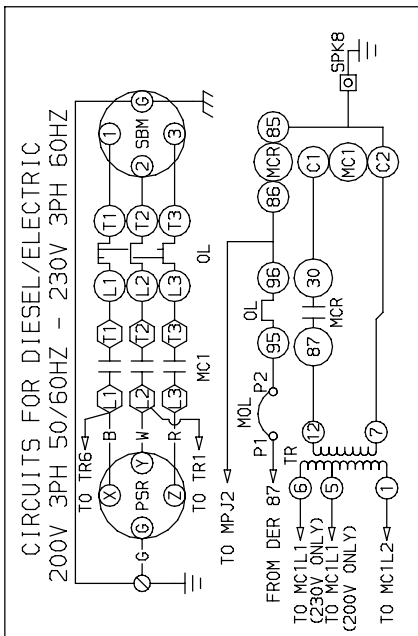 CIRCUITS FOR DIESEL/ELECTRIC
200V 3PH 50/60HZ - 230V 3PH 60HZ
TO TR6
L1 T1 L1 T1 1
B
X
G
G PSR Y W L2 T2 L2 T2 2 SBM G
Z R L3 T3 L3 T3 3
TO TR1
MC1
OL
TO MPJ2
FROM DER 87
P1 MOL P2
95 OL 96
86 MCR 85
SPK8
87 MCR 30
C1 MC1 C2
TR
12
7
6
5
1
TO MC1L1
(230V ONLY)
TO MC1L1
(200V ONLY)
TO MC1L2